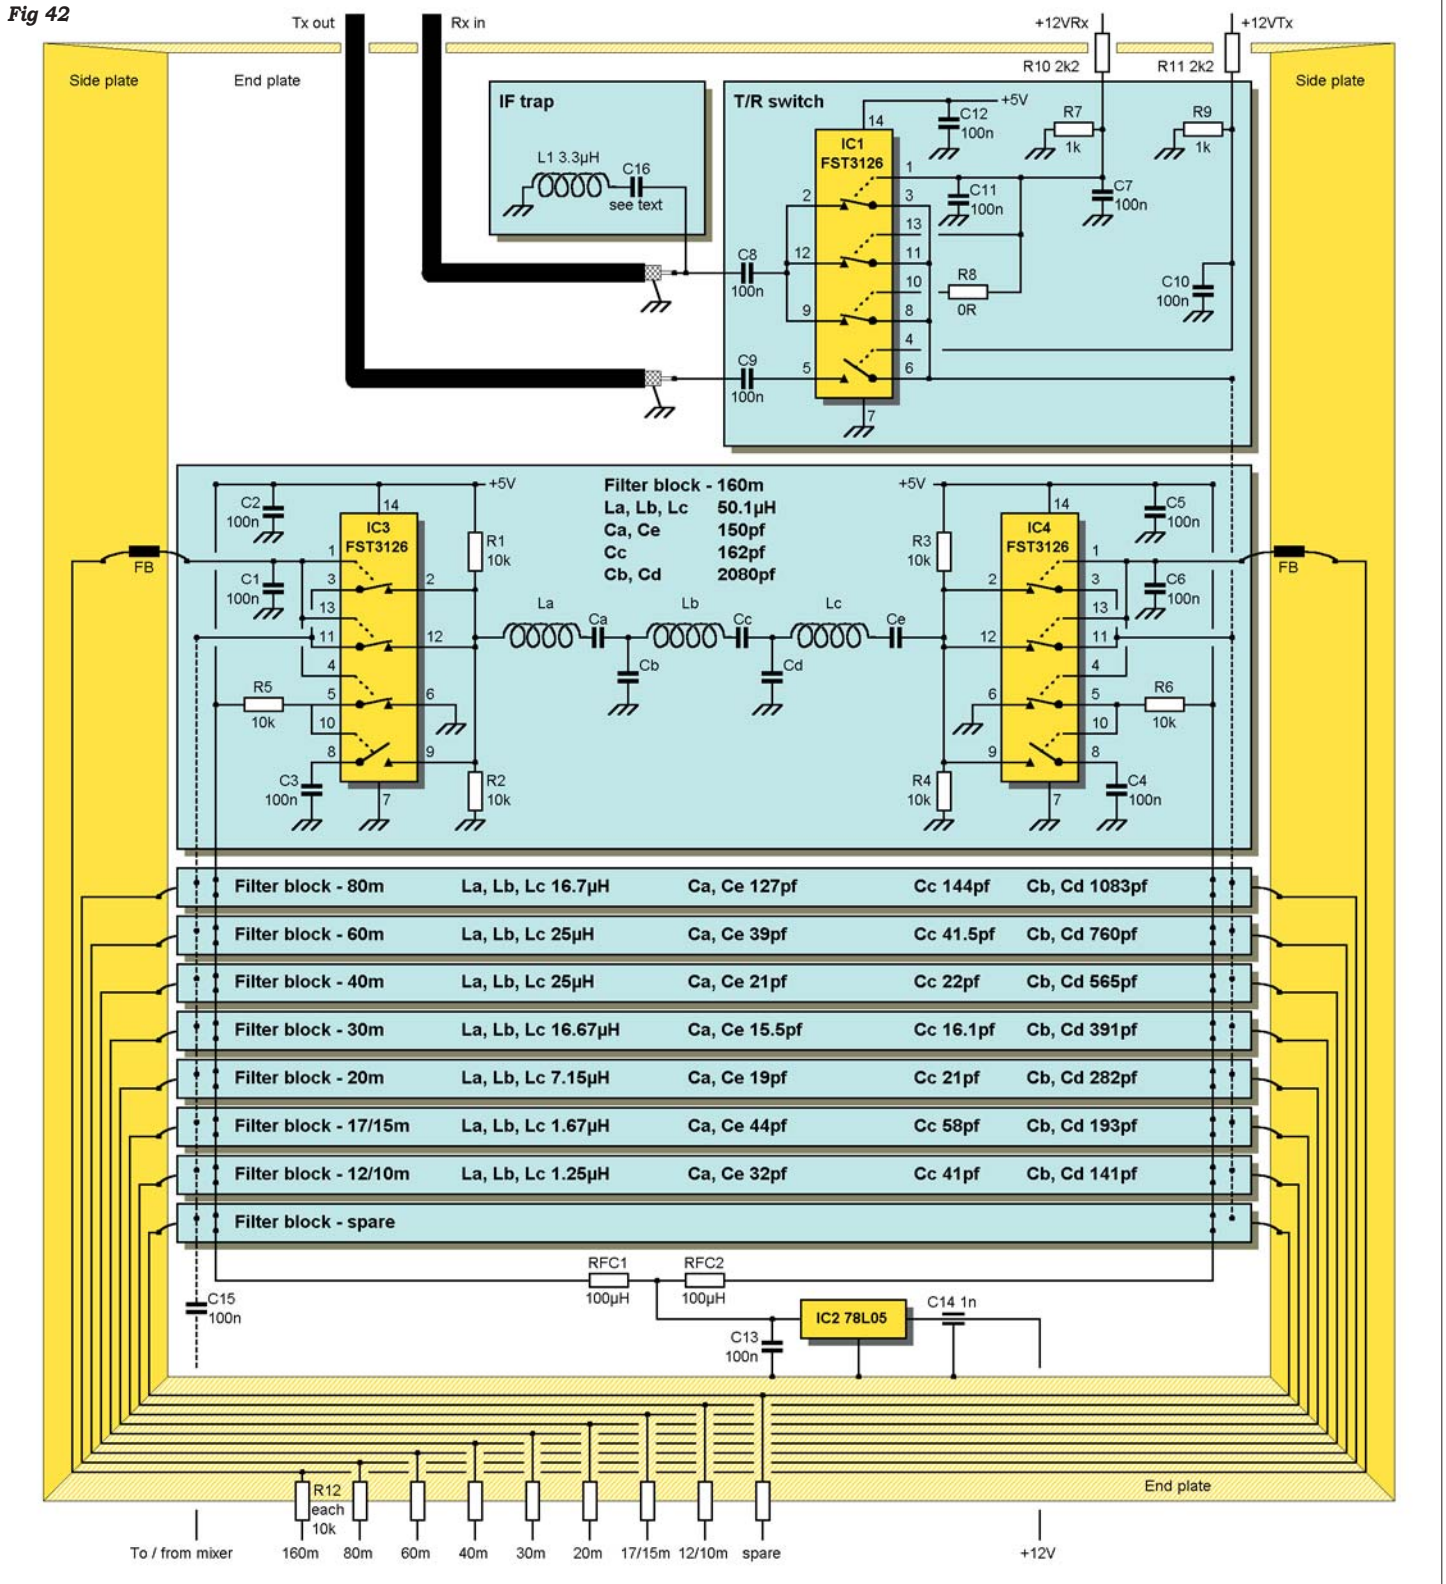 Fig 42
Tx out
Rx in
+12VRx
+12VTx
Side plate
End plate
R10 2k2
R11 2k2
Side plate
IF trap
L1 3.3µH
C16
see text
T/R switch
14
IC1
FST3126
C12
100n
+5V
R7
1k
R9
1k
1
2
3
C11
100n
C7
100n
13
12
11
10
R8
0R
C10
100n
9
8
4
5
6
7
C8
100n
C9
100n
Filter block - 160m
La, Lb, Lc 50.1µH
Ca, Ce 150pf
Cc 162pf
Cb, Cd 2080pf
+5V
C2
100n
14
IC3
FST3126
R1
10k
FB
1
C1
100n
3
2
13
11
12
4
R5
10k
5
6
10
8
9
C3
100n
7
R2
10k
La
Ca
Lb
Cc
Lc
Ce
Cb
Cd
+5V
14
C5
100n
IC4
FST3126
R3
10k
1
FB
2
3
C6
100n
13
12
11
4
6
5
R6
10k
10
9
8
R4
10k
7
C4
100n
Filter block - 80m La, Lb, Lc 16.7µH Ca, Ce 127pf Cc 144pf Cb, Cd 1083pf
Filter block - 60m La, Lb, Lc 25µH Ca, Ce 39pf Cc 41.5pf Cb, Cd 760pf
Filter block - 40m La, Lb, Lc 25µH Ca, Ce 21pf Cc 22pf Cb, Cd 565pf
Filter block - 30m La, Lb, Lc 16.67µH Ca, Ce 15.5pf Cc 16.1pf Cb, Cd 391pf
Filter block - 20m La, Lb, Lc 7.15µH Ca, Ce 19pf Cc 21pf Cb, Cd 282pf
Filter block - 17/15m La, Lb, Lc 1.67µH Ca, Ce 44pf Cc 58pf Cb, Cd 193pf
Filter block - 12/10m La, Lb, Lc 1.25µH Ca, Ce 32pf Cc 41pf Cb, Cd 141pf
Filter block - spare
RFC1
100µH
RFC2
100µH
C15
100n
IC2 78L05
C14 1n
C13
100n
R12
each
10k
End plate
To / from mixer
160m
80m
60m
40m
30m
20m
17/15m
12/10m
spare
+12V